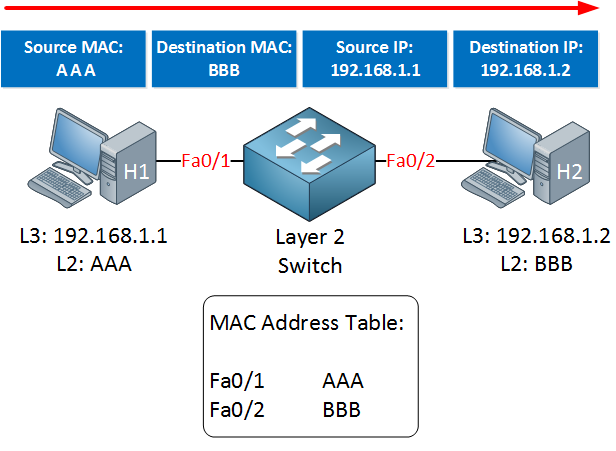 Source MAC:
AAA
Destination MAC:
BBB
Source IP:
192.168.1.1
Destination IP:
192.168.1.2
H1
Fa0/1
Fa0/2
H2
L3: 192.168.1.1
L2: AAA
Layer 2
Switch
L3: 192.168.1.2
L2: BBB
MAC Address Table:
Fa0/1 AAA
Fa0/2 BBB